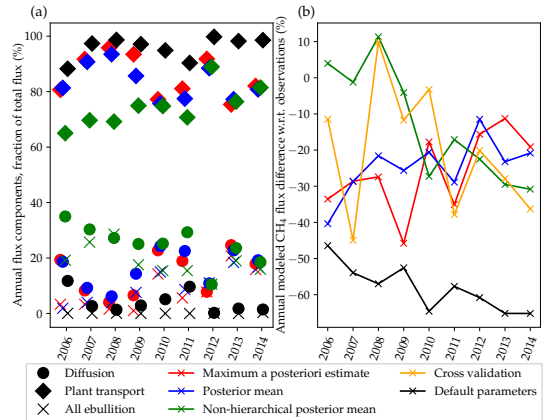 (a)
(b)
Annual flux components, fraction of total flux (%)
100
80
60
40
20
0
2006
2007
2008
2009
2010
2011
2012
2013
2014
Annual modeled CH4 flux difference w.r.t. observations (%)
10
0
−10
−20
−30
−40
−50
−60
2006
2007
2008
2009
2010
2011
2012
2013
2014
Diffusion
Plant transport
All ebullition
Maximum a posteriori estimate
Posterior mean
Non-hierarchical posterior mean
Cross validation
Default parameters